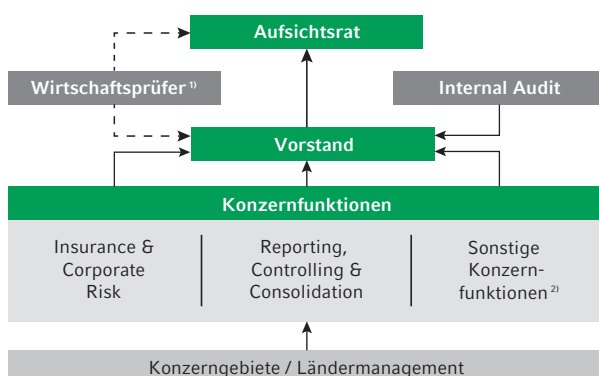 Aufsichtsrat
Wirtschaftsprüfer 1)
Internal Audit
Vorstand
Konzernfunktionen
Insurance &
Corporate
Risk
Reporting,
Controlling &
Consolidation
Sonstige
Konzern-
funktionen 2)
Konzerngebiete / Ländermanagement